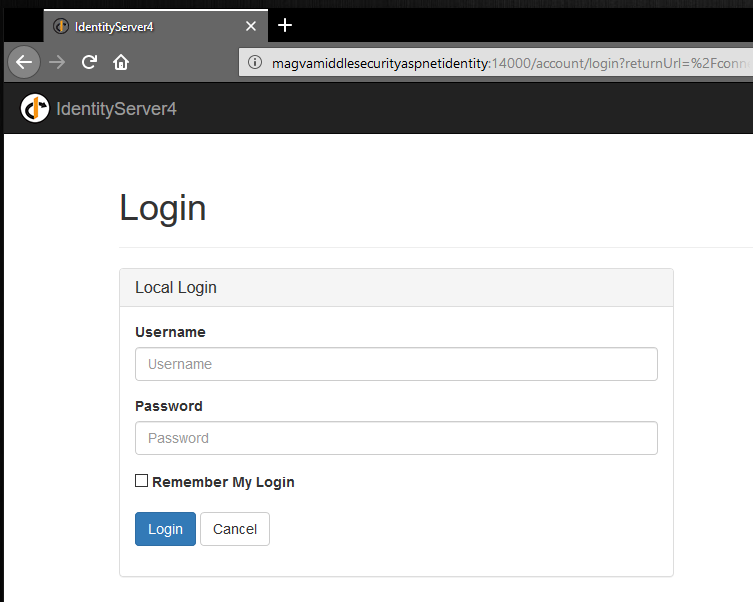 IdentityServer4
magvamiddlesecurityaspnetidentity:14000/account/login?returnUrl=%2Fconn
IdentityServer4
Login
Local Login
Username
Username
Password
Password
Remember My Login
Login Cancel